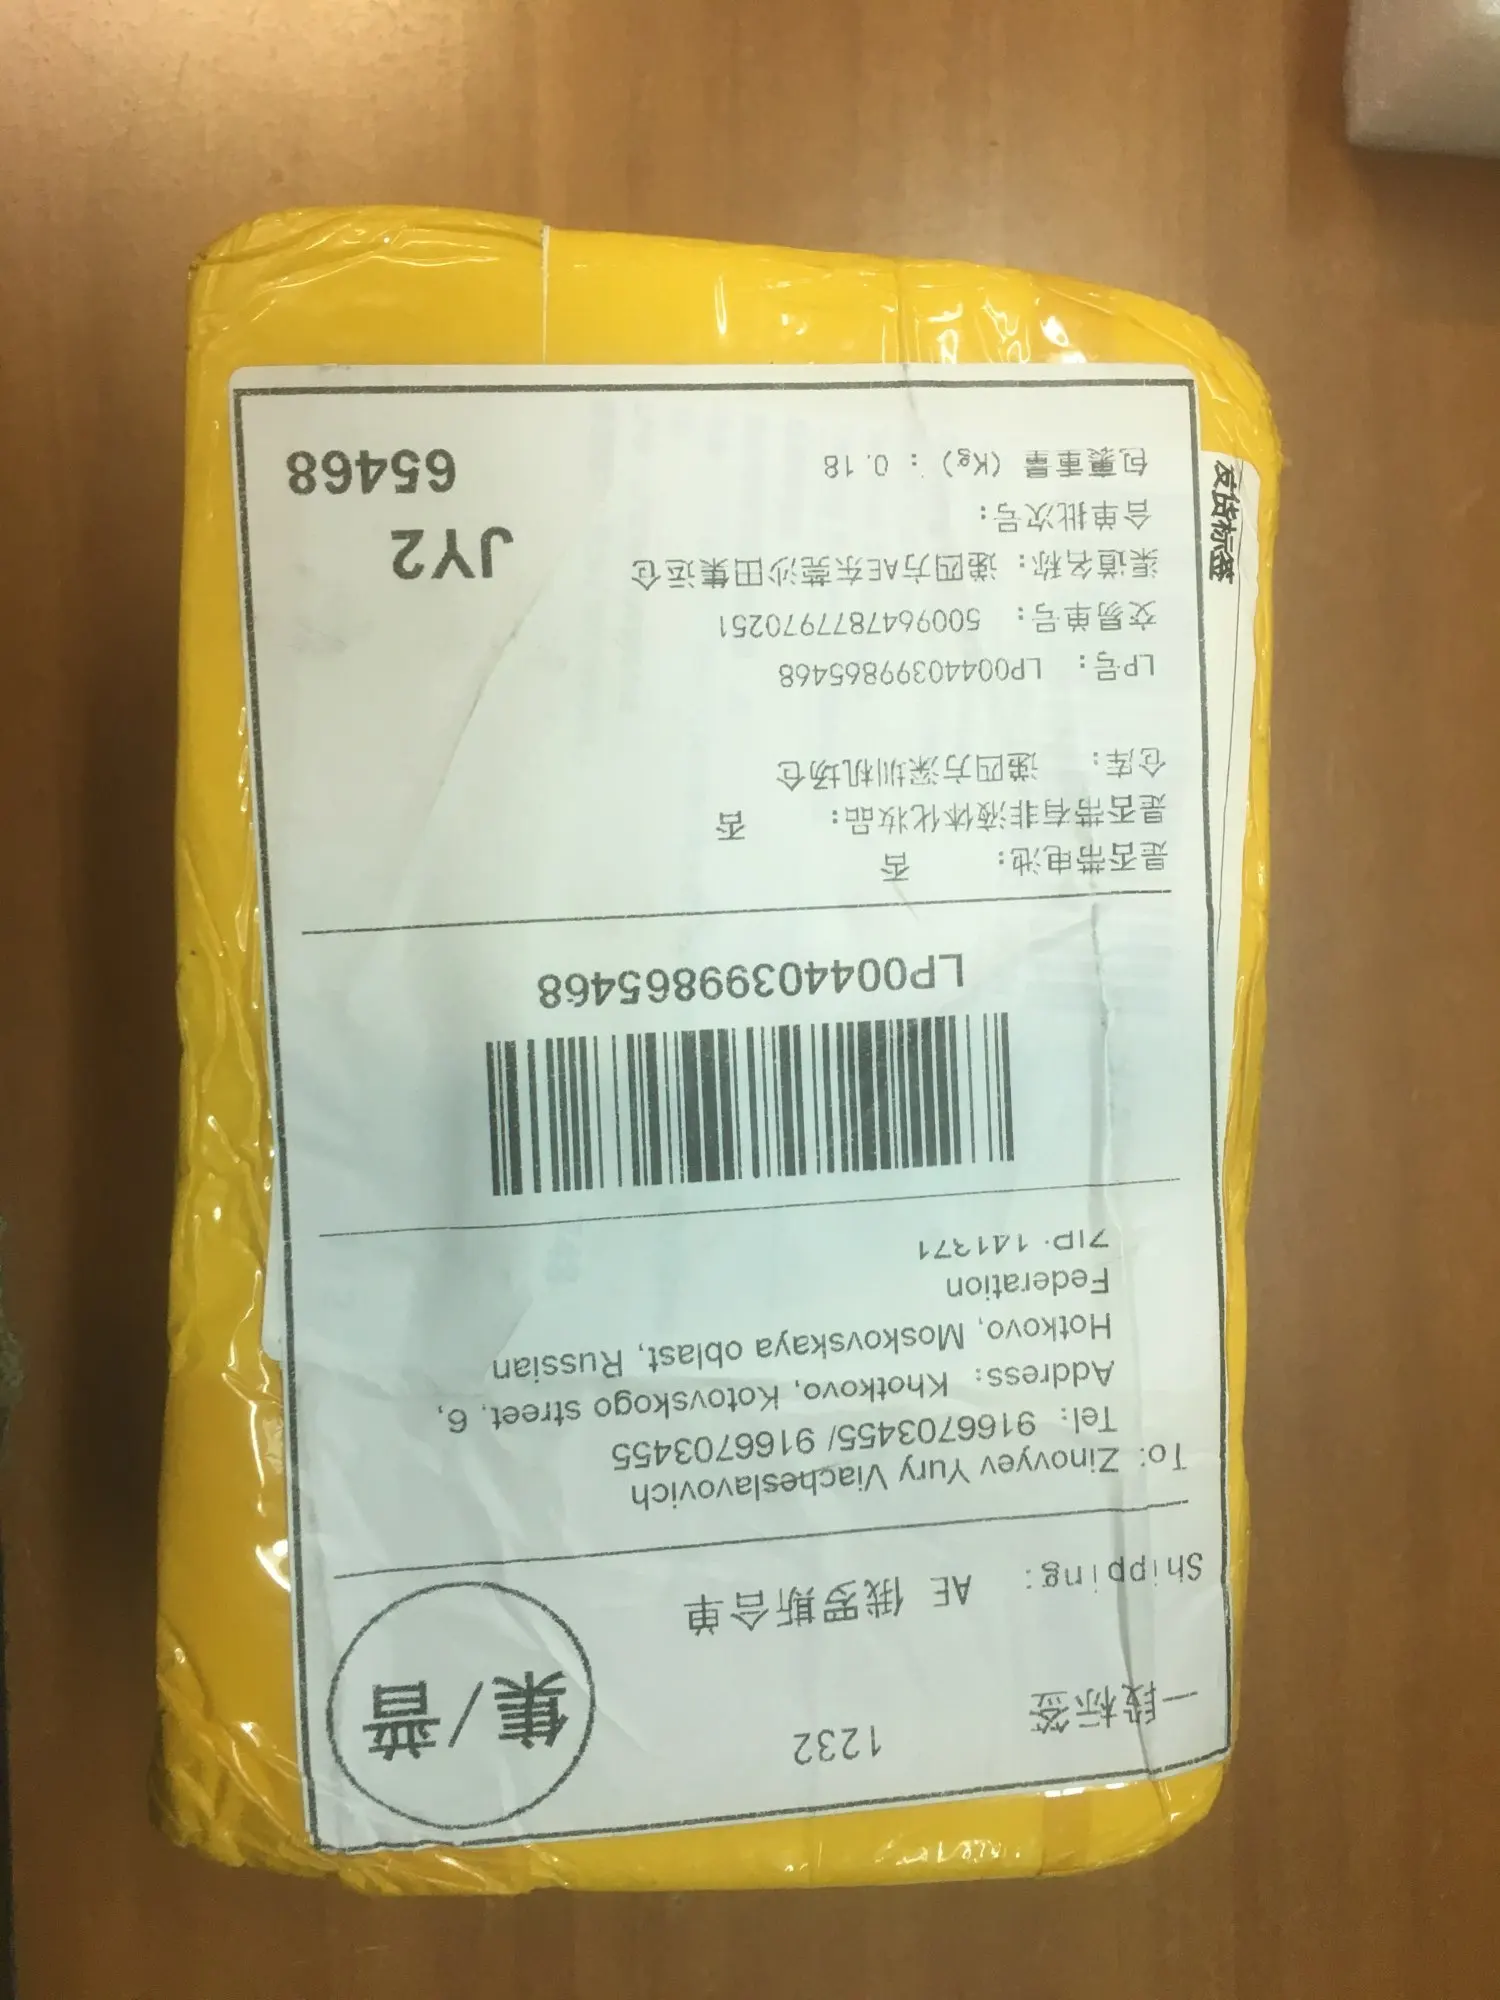 一段标签
1232
集/普
Shipping: AE 俄罗斯合单
To: Zinovyev Yury Viacheslavovich
Tel: 9166703455/ 9166703455
Address: Khotkovo, Kotovskogo street, 6,
Hotkovo, Moskovskaya oblast, Russian
Federation
ZIP: 141371
LP00440399865468
是否带电池: 否
是否带有非液体化妆品: 否
仓库: 递四方深圳机场仓
LP号: LP00440399865468
交易单号: 5009647877970251
渠道名称: 递四方AE东莞沙田集运仓
合单批次号:
包裹重量 (Kg) : 0.18
JY2
65468
发货标签